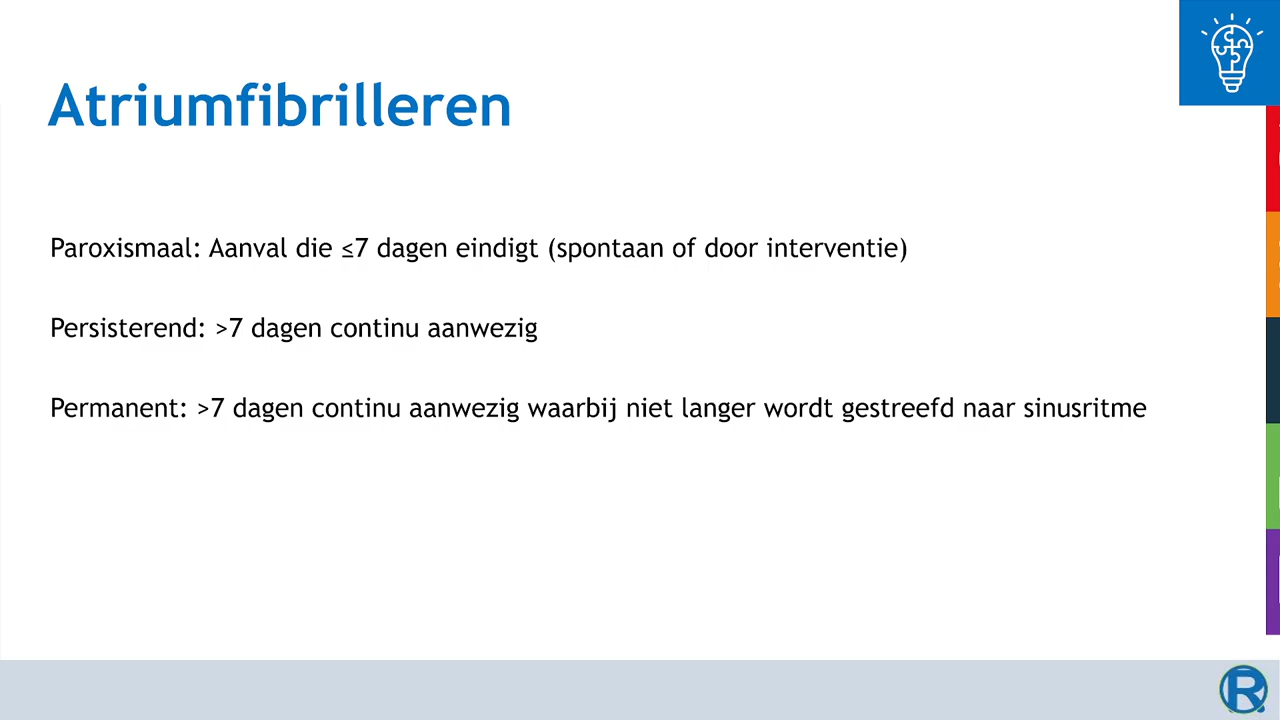 Atriumfibrilleren
Paroxismaal: Aanval die ≤7 dagen eindigt (spontaan of door interventie)
Persisterend: >7 dagen continu aanwezig
Permanent: >7 dagen continu aanwezig waarbij niet langer wordt gestreefd naar sinusritme
R